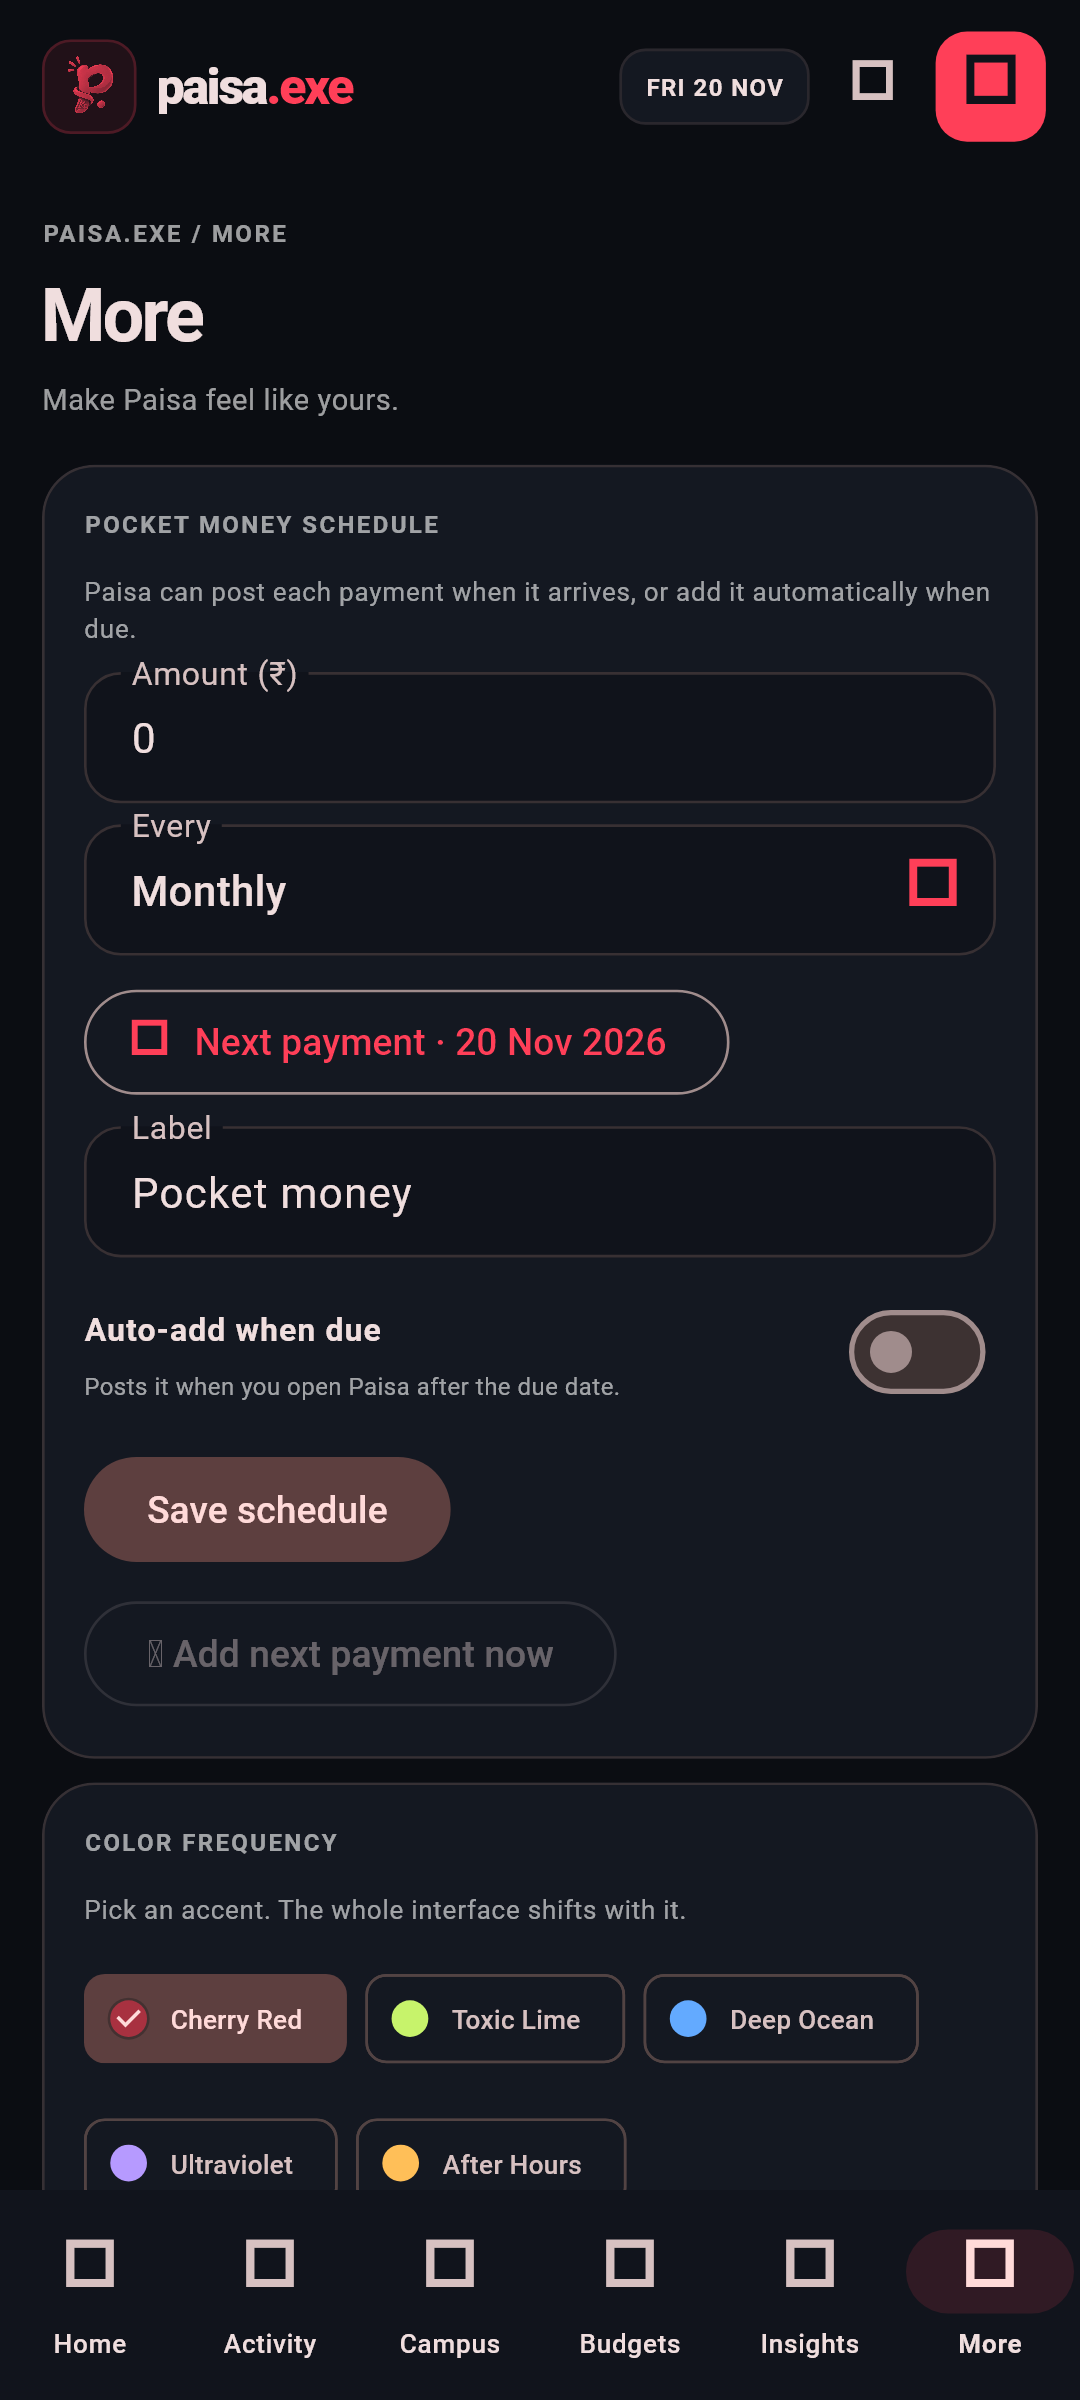 paisa.exe
FRI 20 NOV
PAISA.EXE / MORE
More
Make Paisa feel like yours.
POCKET MONEY SCHEDULE
Paisa can post each payment when it arrives, or add it automatically when
due.
Amount (₹)
0
Every
Monthly
Next payment · 20 Nov 2026
Label
Pocket money
Auto-add when due
Posts it when you open Paisa after the due date.
Save schedule
Add next payment now
COLOR FREQUENCY
Pick an accent. The whole interface shifts with it.
Cherry Red
Toxic Lime
Deep Ocean
Ultraviolet
After Hours
Home
Activity
Campus
Budgets
Insights
More